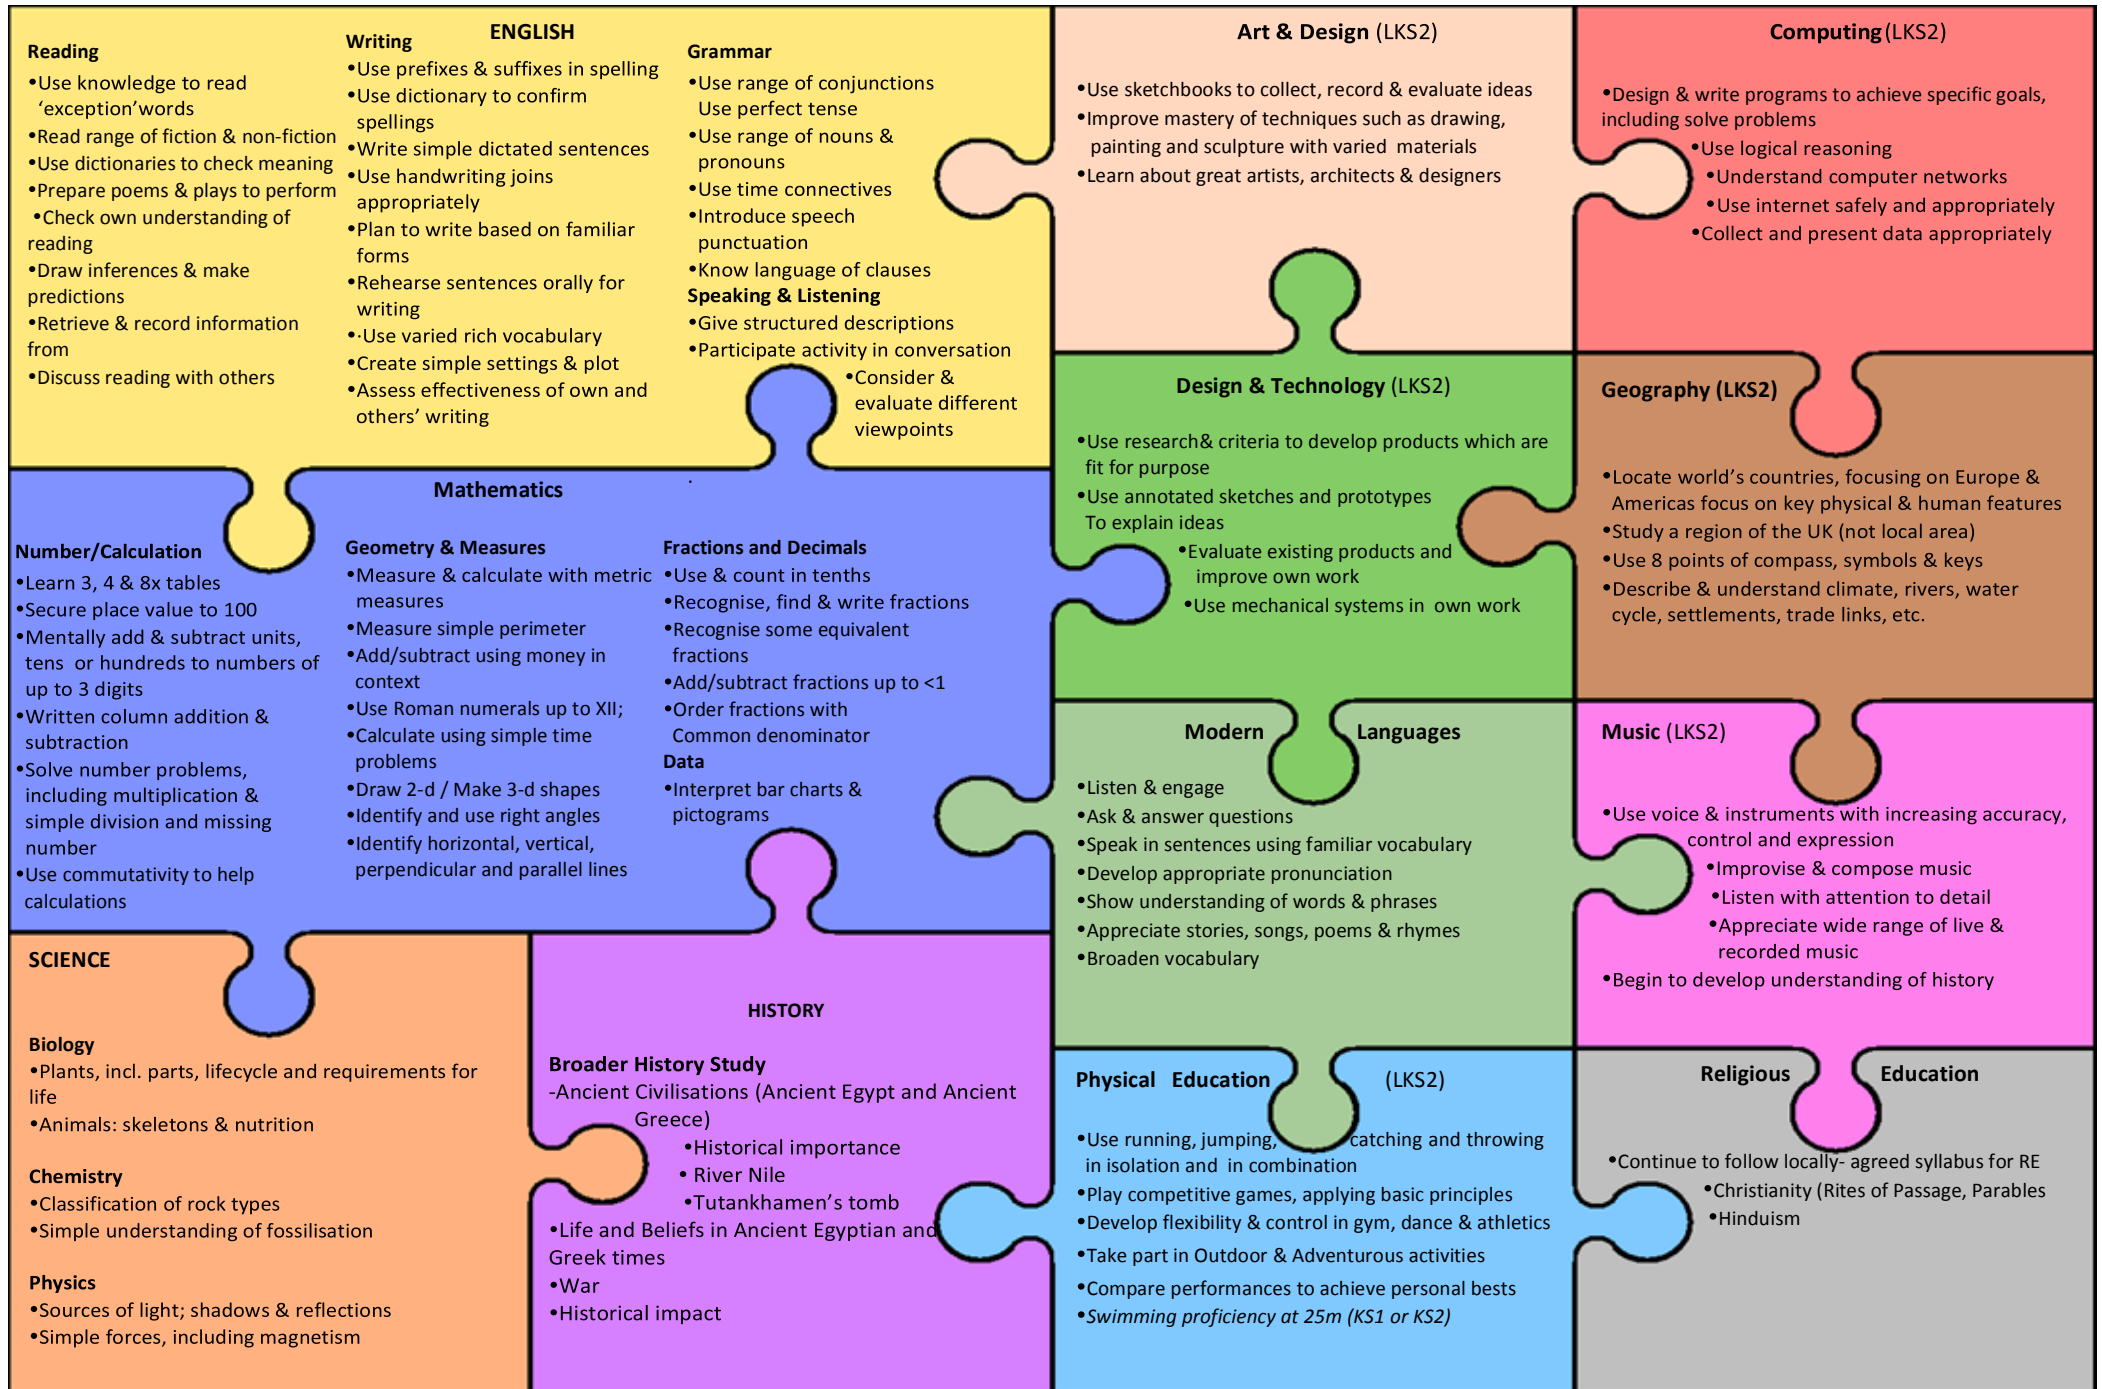 ENGLISH
Reading
•Use knowledge to read
‘exception’words
•Read range of fiction & non-fiction
•Use dictionaries to check meaning
•Prepare poems & plays to perform
•Check own understanding of
reading
•Draw inferences & make
predictions
•Retrieve & record information
from
•Discuss reading with others
Writing
•Use prefixes & suffixes in spelling
•Use dictionary to confirm
spellings
•Write simple dictated sentences
•Use handwriting joins
appropriately
•Plan to write based on familiar
forms
•Rehearse sentences orally for
writing
•·Use varied rich vocabulary
•Create simple settings & plot
•Assess effectiveness of own and
others’ writing
Grammar
•Use range of conjunctions
Use perfect tense
•Use range of nouns &
pronouns
•Use time connectives
•Introduce speech
punctuation
•Know language of clauses
Speaking & Listening
•Give structured descriptions
•Participate activity in conversation
•Consider &
evaluate different
viewpoints
Art & Design (LKS2)
•Use sketchbooks to collect, record & evaluate ideas
•Improve mastery of techniques such as drawing,
painting and sculpture with varied materials
•Learn about great artists, architects & designers
Computing (LKS2)
•Design & write programs to achieve specific goals,
including solve problems
•Use logical reasoning
•Understand computer networks
•Use internet safely and appropriately
•Collect and present data appropriately
Mathematics
.
Number/Calculation
•Learn 3, 4 & 8x tables
•Secure place value to 100
•Mentally add & subtract units,
tens or hundreds to numbers of
up to 3 digits
•Written column addition &
subtraction
•Solve number problems,
including multiplication &
simple division and missing
number
•Use commutativity to help
calculations
Geometry & Measures
•Measure & calculate with metric
measures
•Measure simple perimeter
•Add/subtract using money in
context
•Use Roman numerals up to XII;
•Calculate using simple time
problems
•Draw 2-d / Make 3-d shapes
•Identify and use right angles
•Identify horizontal, vertical,
perpendicular and parallel lines
Fractions and Decimals
•Use & count in tenths
•Recognise, find & write fractions
•Recognise some equivalent
fractions
•Add/subtract fractions up to <1
•Order fractions with
Common denominator
Data
•Interpret bar charts &
pictograms
Design & Technology (LKS2)
•Use research& criteria to develop products which are
fit for purpose
•Use annotated sketches and prototypes
To explain ideas
•Evaluate existing products and
improve own work
•Use mechanical systems in own work
Geography (LKS2)
•Locate world’s countries, focusing on Europe &
Americas focus on key physical & human features
•Study a region of the UK (not local area)
•Use 8 points of compass, symbols & keys
•Describe & understand climate, rivers, water
cycle, settlements, trade links, etc.
Modern Languages
•Listen & engage
•Ask & answer questions
•Speak in sentences using familiar vocabulary
•Develop appropriate pronunciation
•Show understanding of words & phrases
•Appreciate stories, songs, poems & rhymes
•Broaden vocabulary
Music (LKS2)
•Use voice & instruments with increasing accuracy,
control and expression
•Improvise & compose music
•Listen with attention to detail
•Appreciate wide range of live &
recorded music
•Begin to develop understanding of history
SCIENCE
Biology
•Plants, incl. parts, lifecycle and requirements for
life
•Animals: skeletons & nutrition
Chemistry
•Classification of rock types
•Simple understanding of fossilisation
Physics
•Sources of light; shadows & reflections
•Simple forces, including magnetism
HISTORY
Broader History Study
-Ancient Civilisations (Ancient Egypt and Ancient
Greece)
•Historical importance
• River Nile
•Tutankhamen’s tomb
•Life and Beliefs in Ancient Egyptian and
Greek times
•War
•Historical impact
Physical Education (LKS2)
•Use running, jumping, catching and throwing
in isolation and in combination
•Play competitive games, applying basic principles
•Develop flexibility & control in gym, dance & athletics
•Take part in Outdoor & Adventurous activities
•Compare performances to achieve personal bests
•Swimming proficiency at 25m (KS1 or KS2)
Religious Education
•Continue to follow locally- agreed syllabus for RE
•Christianity (Rites of Passage, Parables
•Hinduism